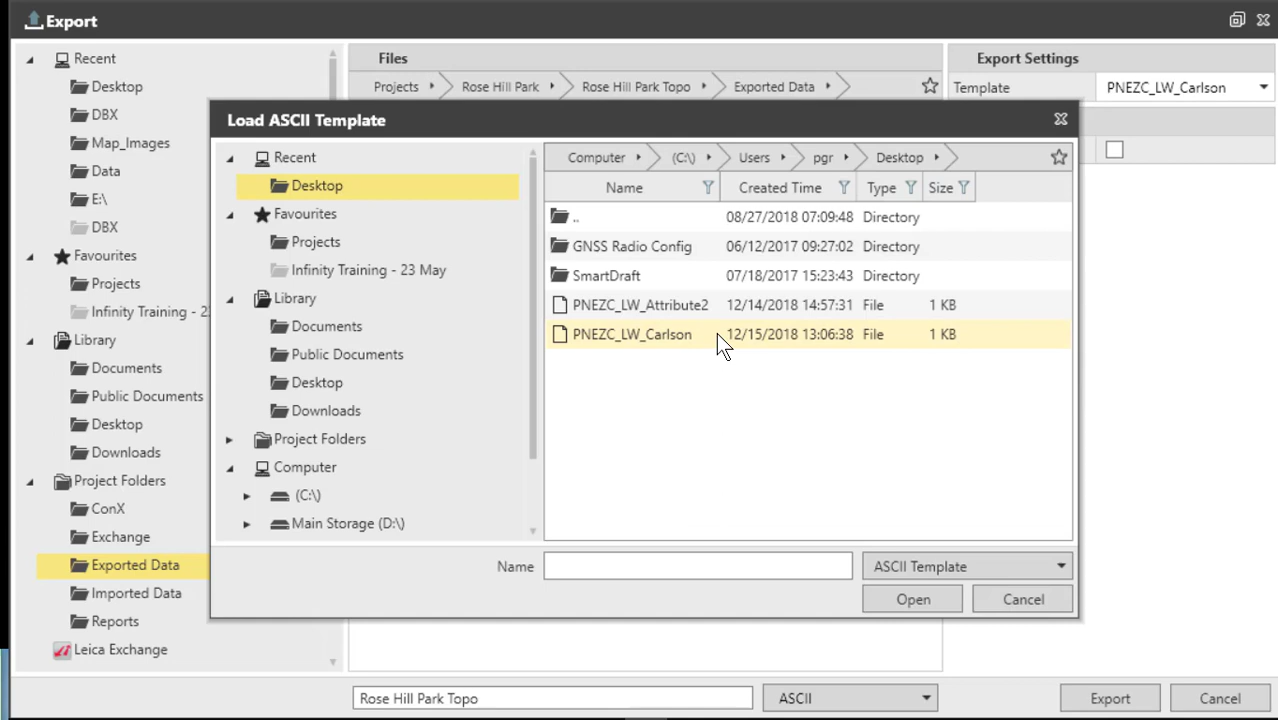 Export
Recent
Desktop
DBX
Map_Images
Data
E:\
DBX
Favourites
Projects
Infinity Training - 2
Library
Documents
Public Documents
Desktop
Downloads
Project Folders
ConX
Exchange
Exported Data
Imported Data
Reports
Leica Exchange
Files
Projects Rose Hill Park Rose Hill Park Topo Exported Data
Export Settings
Template PNEZC_LW_Carlson
Load ASCII Template
Recent
Desktop
Favourites
Projects
Infinity Training - 23 May
Library
Documents
Public Documents
Desktop
Downloads
Project Folders
Computer
(C:\)
Main Storage (D:\)
Computer (C:\) Users pgr Desktop
Name Created Time Type Size
.. 08/27/2018 07:09:48 Directory
GNSS Radio Config 06/12/2017 09:27:02 Directory
SmartDraft 07/18/2017 15:23:43 Directory
PNEZC_LW_Attribute2 12/14/2018 14:57:31 File 1 KB
PNEZC_LW_Carlson 12/15/2018 13:06:38 File 1 KB
Name ASCII Template
Open Cancel
Rose Hill Park Topo ASCII Export Cancel